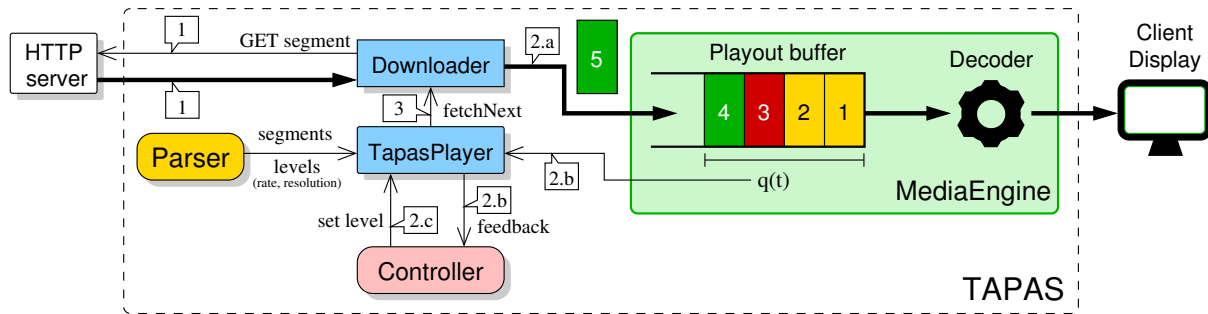 HTTP
server
1
GET segment
1
Downloader
2.a
5
Playout buffer
4 3 2 1
Decoder
Client
Display
3
fetchNext
Parser
segments
levels
(rate, resolution)
TapasPlayer
2.b
q(t)
MediaEngine
set level
2.c
2.b
feedback
Controller
TAPAS